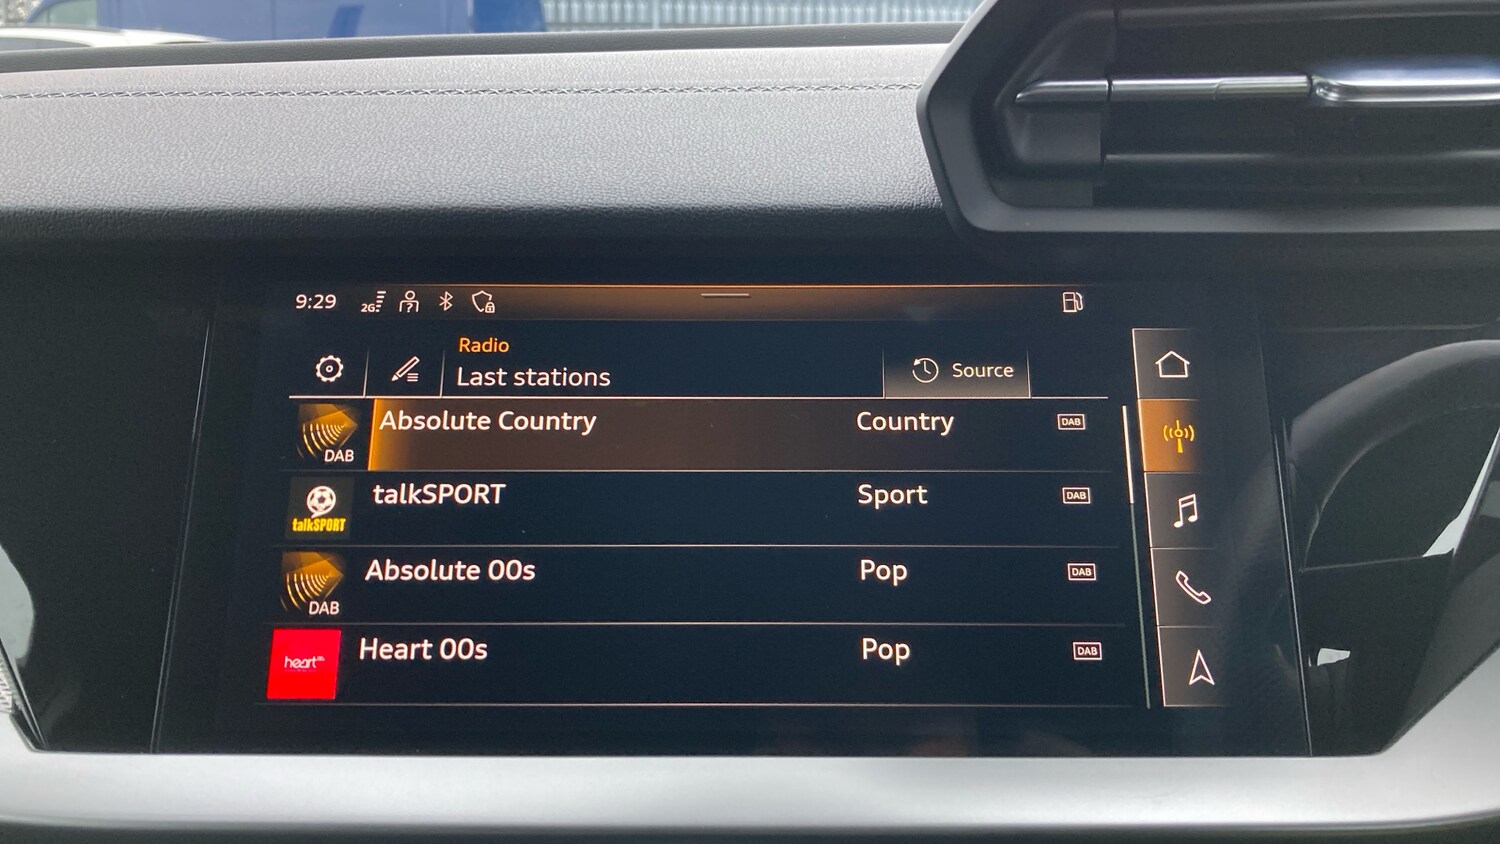 9:29 2G
Radio
Last stations
Source
DAB Absolute Country Country DAB
talkSPORT talkSPORT Sport DAB
DAB Absolute 00s Pop DAB
heart Heart 00s Pop DAB